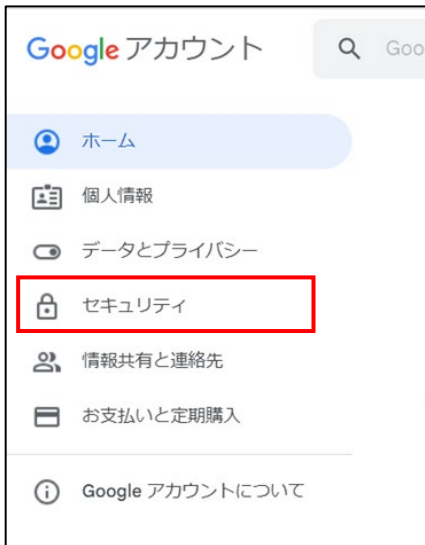 Google アカウント
Goo
ホーム
個人情報
データとプライバシー
セキュリティ
情報共有と連絡先
お支払いと定期購入
Google アカウントについて